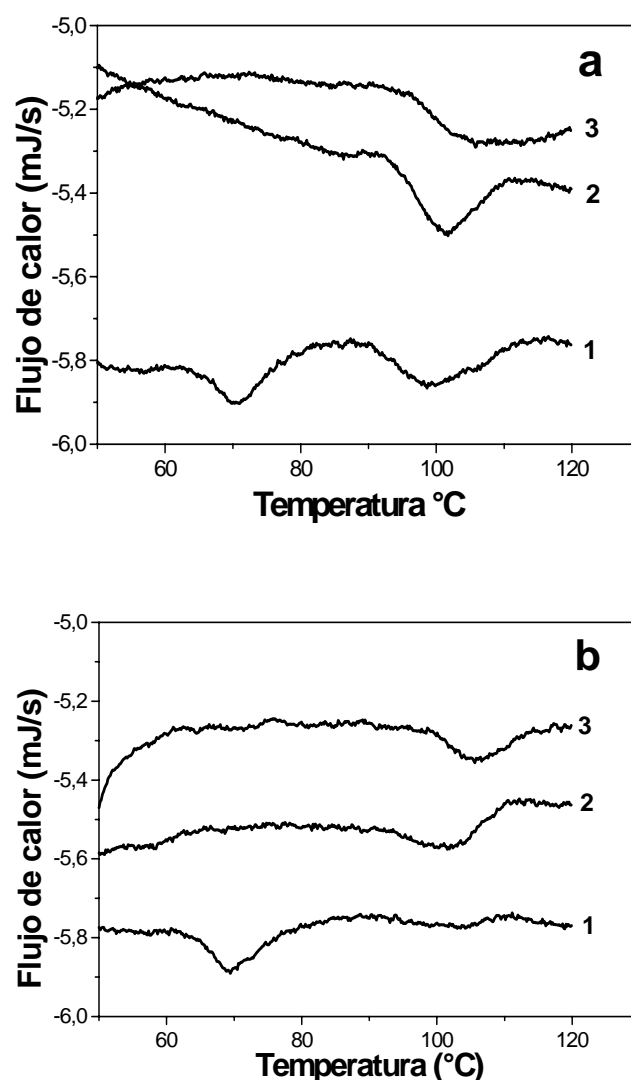 -5,0
a
-5,2
3
-5,4
2
-5,6
-5,8
1
-6,0
60 80 100 120
Flujo de calor (mJ/s)
Temperatura °C
-5,0
b
-5,2
3
-5,4
2
-5,6
-5,8
1
-6,0
60 80 100 120
Flujo de calor (mJ/s)
Temperatura (°C)